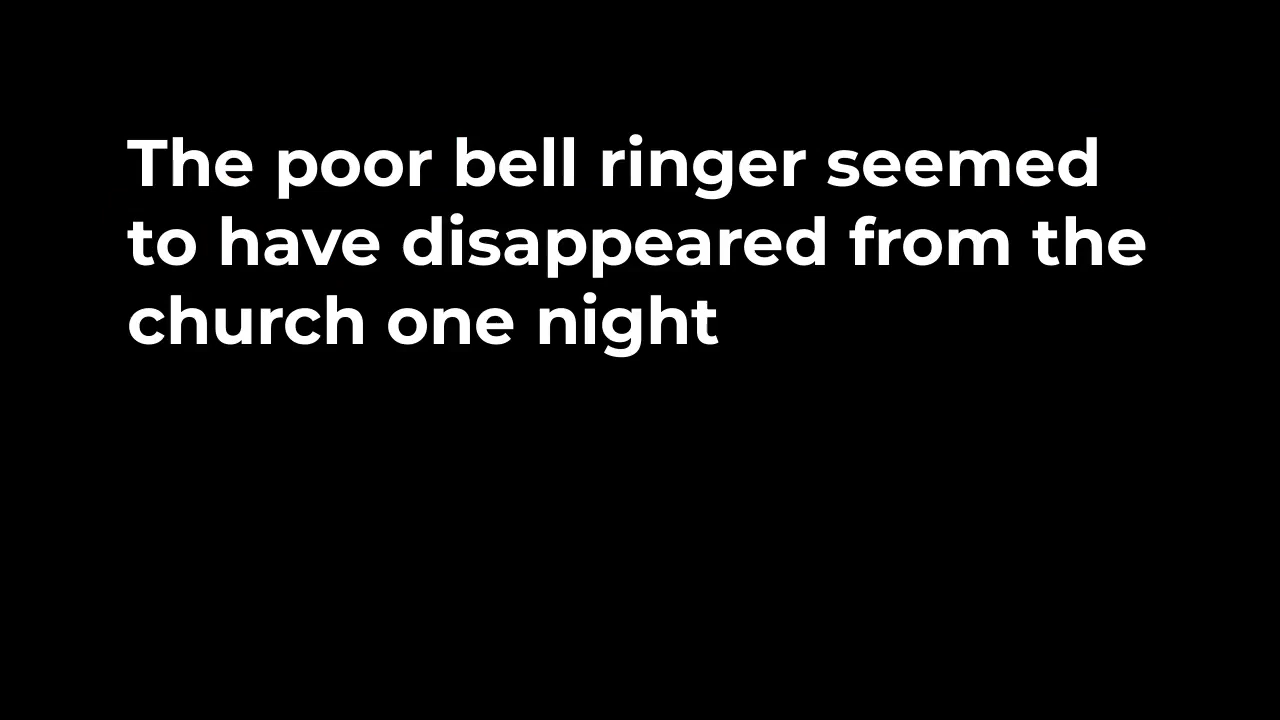 The poor bell ringer seemed
to have disappeared from the
church one night